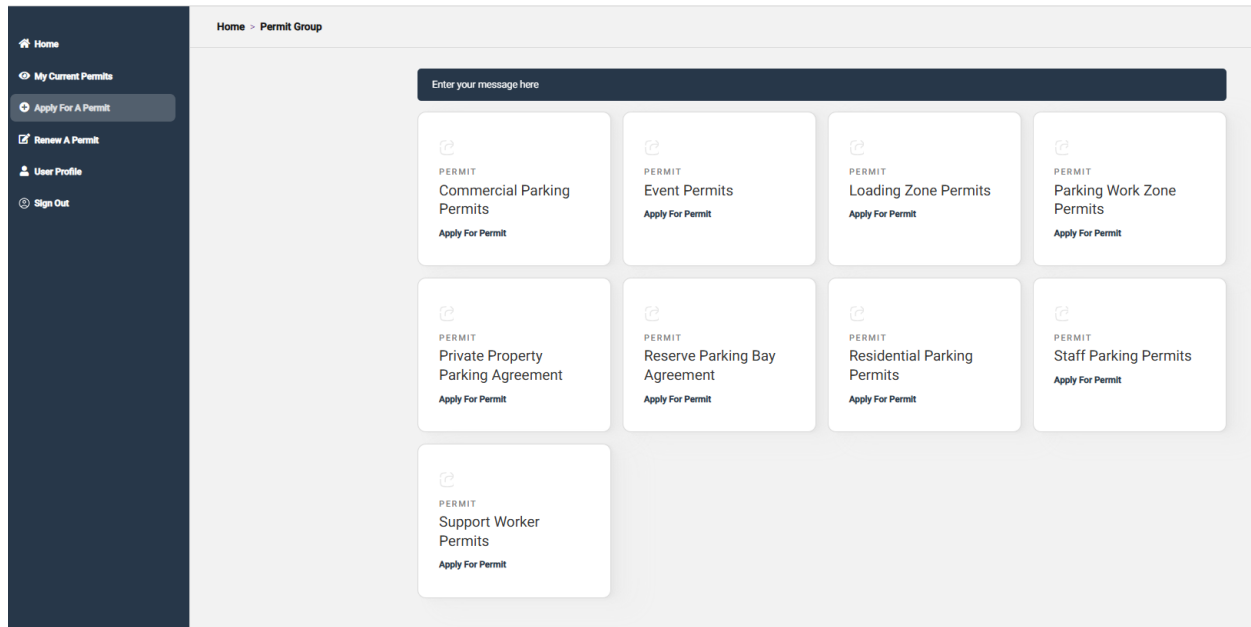 Home
My Current Permits
Apply For A Permit
Renew A Permit
User Profile
Sign Out
Home > Permit Group
Enter your message here
PERMIT
Commercial Parking
Permits
Apply For Permit
PERMIT
Event Permits
Apply For Permit
PERMIT
Loading Zone Permits
Apply For Permit
PERMIT
Parking Work Zone
Permits
Apply For Permit
PERMIT
Private Property
Parking Agreement
Apply For Permit
PERMIT
Reserve Parking Bay
Agreement
Apply For Permit
PERMIT
Residential Parking
Permits
Apply For Permit
PERMIT
Staff Parking Permits
Apply For Permit
PERMIT
Support Worker
Permits
Apply For Permit